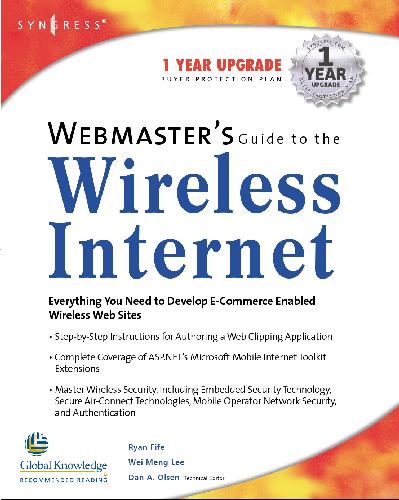 SYNGRESS
1 YEAR UPGRADE
BUYER PROTECTION PLAN
1
YEAR
UPGRADE
WEBMASTER'S Guide to the
Wireless
Internet
Everything You Need to Develop E-Commerce Enabled
Wireless Web Sites
• Step-by-Step Instructions for Authoring a Web Clipping Application
• Complete Coverage of ASP.NET's Microsoft Mobile Internet Toolkit
Extensions
• Master Wireless Security, Including Embedded Security Technology,
Secure Air-Connect Technologies, Mobile Operator Network Security,
and Authentication
Global Knowledge
RECOMMENDED READING
Ryan Fife
Wei Meng Lee
Dan A. Olsen Technical Editor